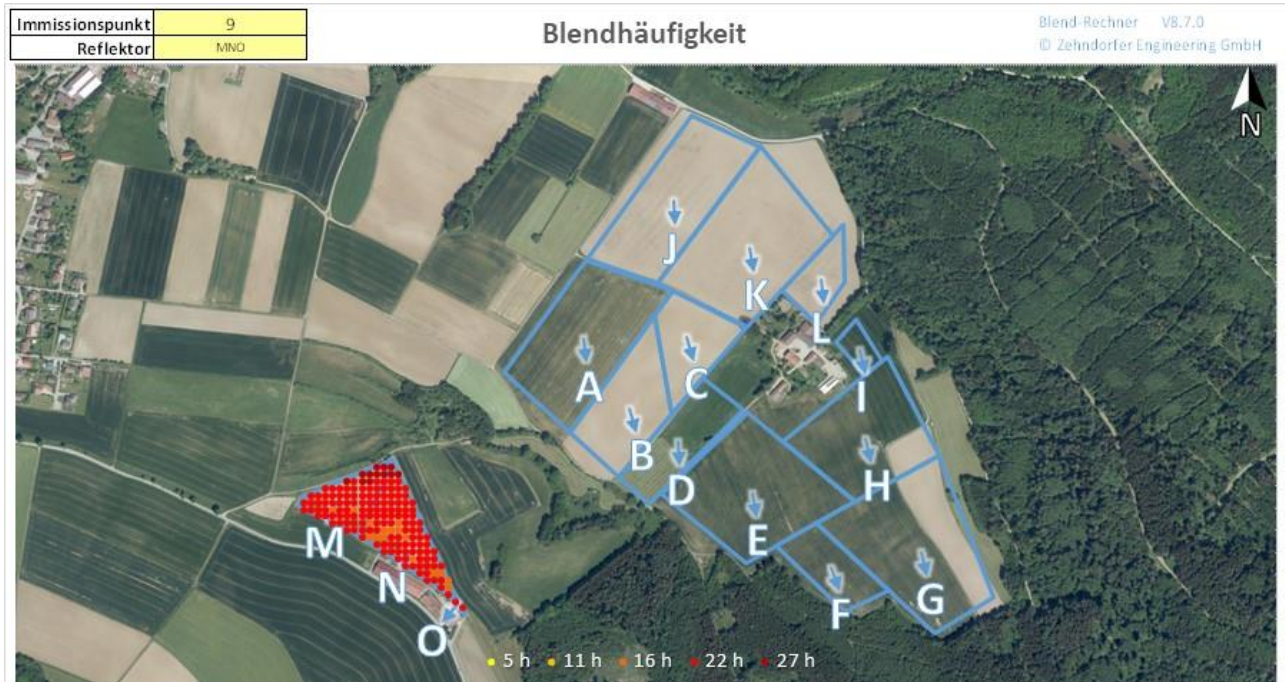 Immissionspunkt 9
Reflektor MNO
Blendhäufigkeit
Blend-Rechner V8.7.0
© Zehndorfer Engineering GmbH
N
J
K
L
A
C
I
B
D
H
M
E
N
F
G
O
5 h 11 h 16 h 22 h 27 h